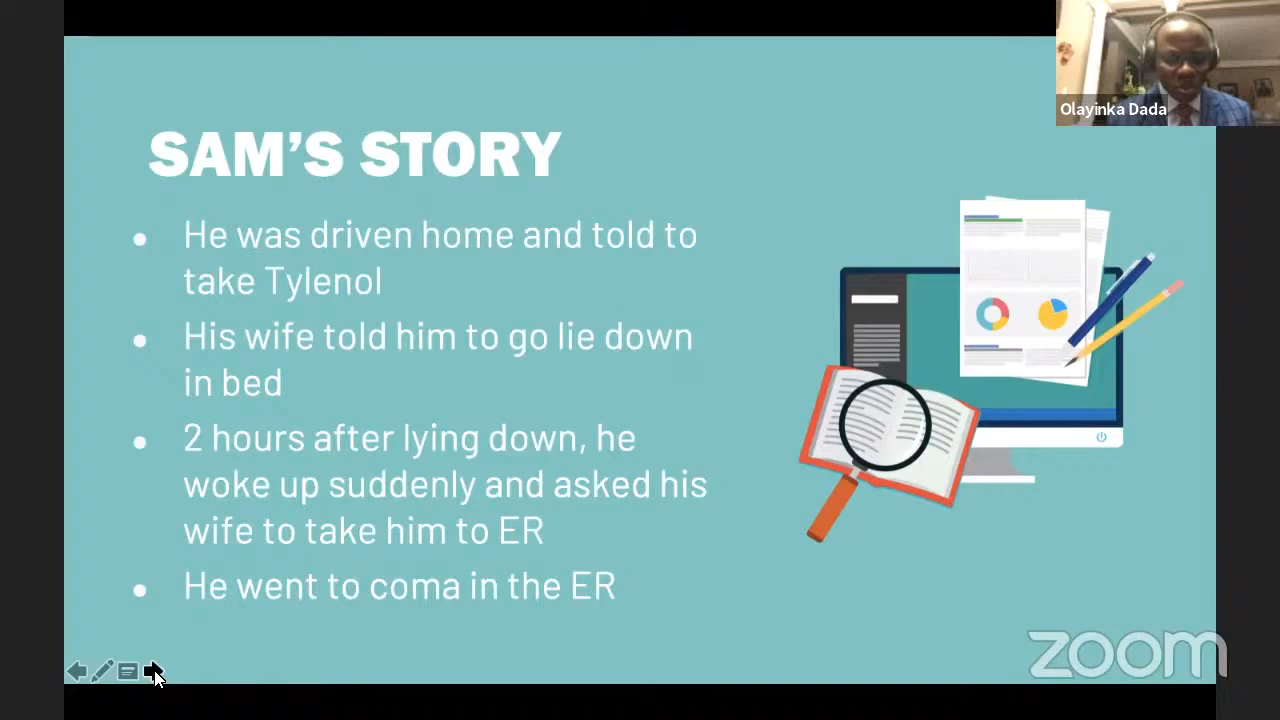 Olayinka Dada
SAM'S STORY
● He was driven home and told to
take Tylenol
● His wife told him to go lie down
in bed
● 2 hours after lying down, he
woke up suddenly and asked his
wife to take him to ER
● He went to coma in the ER
zoom